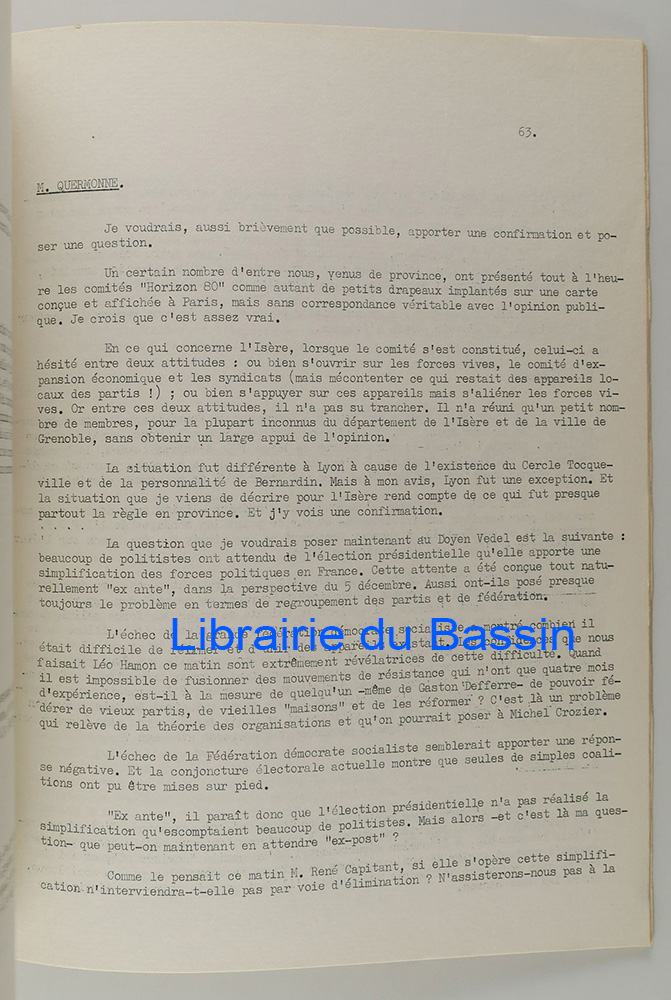 63.
M. QUERMONNE.
Je voudrais, aussi brièvement que possible, apporter une confirmation et po-
ser une question.
Un certain nombre d'entre nous, venus de province, ont présenté tout à l'heu-
re les comités "Horizon 80" comme autant de petits drapeaux implantés sur une carte
conçue et affichée à Paris, mais sans correspondance véritable avec l'opinion publi-
que. Je crois que c'est assez vrai.
En ce qui concerne l'Isère, lorsque le comité s'est constitué, celui-ci a
hésité entre deux attitudes : ou bien s'ouvrir sur les forces vives, le comité d'ex-
pansion économique et les syndicats (mais mécontenter ce qui restait des appareils lo-
caux des partis !) ; ou bien s'appuyer sur ces appareils mais s'aliéner les forces vi-
ves. Or entre ces deux attitudes, il n'a pas su trancher. Il n'a réuni qu'un petit nom-
bre de membres, pour la plupart inconnus du département de l'Isère et de la ville de
Grenoble, sans obtenir un large appui de l'opinion.
La situation fut différente à Lyon à cause de l'existence du Cercle Tocque-
ville et de la personnalité de Bernardin. Mais à mon avis, Lyon fut une exception. Et
la situation que je viens de décrire pour l'Isère rend compte de ce qui fut presque
partout la règle en province. Et j'y vois une confirmation.
La question que je voudrais poser maintenant au Doyen Vedel est la suivante :
beaucoup de politistes ont attendu de l'élection présidentielle qu'elle apporte une
simplification des forces politiques en France. Cette attente a été conçue tout natu-
rellement "ex ante", dans la perspective du 5 décembre. Aussi ont-ils posé presque
toujours le problème en termes de regroupement des partis et de fédération.
L'échec de la grande fédération démocrate socialiste a montré combien il
Librairie du Bassin
était difficile de les confidences que nous
faisait Léo Hamon ce matin sont extrêmement révélatrices de cette difficulté. Quand
il est impossible de fusionner des mouvements de résistance qui n'ont que quatre mois
d'expérience, est-il à la mesure de quelqu'un -même de Gaston Defferre- de pouvoir fé-
dérer de vieux partis, de vieilles "maisons" et de les réformer ? C'est là un problème
qui relève de la théorie des organisations et qu'on pourrait poser à Michel Crozier.
L'échec de la Fédération démocrate socialiste semblerait apporter une répon-
se négative. Et la conjoncture électorale actuelle montre que seules de simples coali-
tions ont pu être mises sur pied.
"Ex ante", il paraît donc que l'élection présidentielle n'a pas réalisé la
simplification qu'escomptaient beaucoup de politistes. Mais alors -et c'est là ma ques-
tion- que peut-on maintenant en attendre "ex-post" ?
Comme le pensait ce matin M. René Capitant, si elle s'opère cette simplifi-
cation n'interviendra-t-elle pas par voie d'élimination ? N'assisterons-nous pas à la